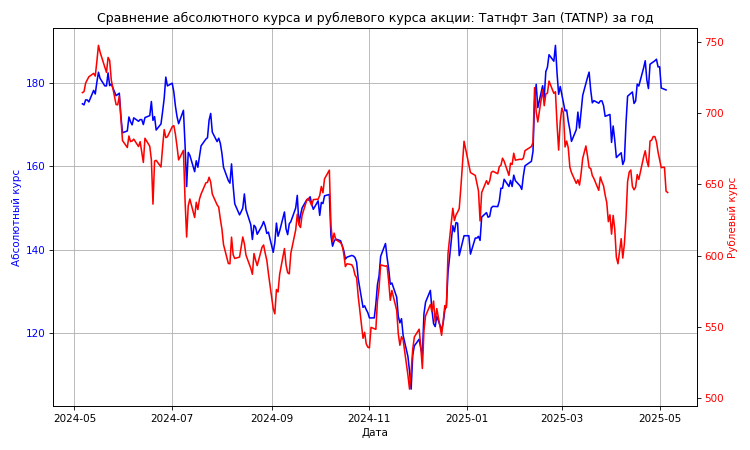 Сравнение абсолютного курса и рублевого курса акции: Татнфт 3ап (TATNP) за год
Абсолютный курс
180
160
140
120
750
700
650
600
550
500
Рублевый курс
2024-05 2024-07 2024-09 2024-11 2025-01 2025-03 2025-05
Дата